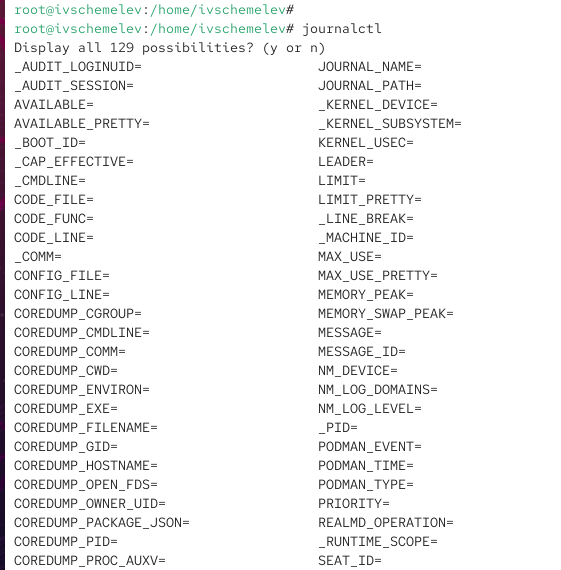 root@ivschemelev:/home/ivschemelev#
root@ivschemelev:/home/ivschemelev# journalctl
Display all 129 possibilities? (y or n)
_AUDIT_LOGINUID= JOURNAL_NAME=
_AUDIT_SESSION= JOURNAL_PATH=
AVAILABLE= _KERNEL_DEVICE=
AVAILABLE_PRETTY= _KERNEL_SUBSYSTEM=
_BOOT_ID= KERNEL_USEC=
_CAP_EFFECTIVE= LEADER=
_CMDLINE= LIMIT=
CODE_FILE= LIMIT_PRETTY=
CODE_FUNC= _LINE_BREAK=
CODE_LINE= _MACHINE_ID=
_COMM= MAX_USE=
CONFIG_FILE= MAX_USE_PRETTY=
CONFIG_LINE= MEMORY_PEAK=
COREDUMP_CGROUP= MEMORY_SWAP_PEAK=
COREDUMP_CMDLINE= MESSAGE=
COREDUMP_COMM= MESSAGE_ID=
COREDUMP_CWD= NM_DEVICE=
COREDUMP_ENVIRON= NM_LOG_DOMAINS=
COREDUMP_EXE= NM_LOG_LEVEL=
COREDUMP_FILENAME= _PID=
COREDUMP_GID= PODMAN_EVENT=
COREDUMP_HOSTNAME= PODMAN_TIME=
COREDUMP_OPEN_FDS= PODMAN_TYPE=
COREDUMP_OWNER_UID= PRIORITY=
COREDUMP_PACKAGE_JSON= REALMD_OPERATION=
COREDUMP_PID= _RUNTIME_SCOPE=
COREDUMP_PROC_AUXV= SEAT_ID=